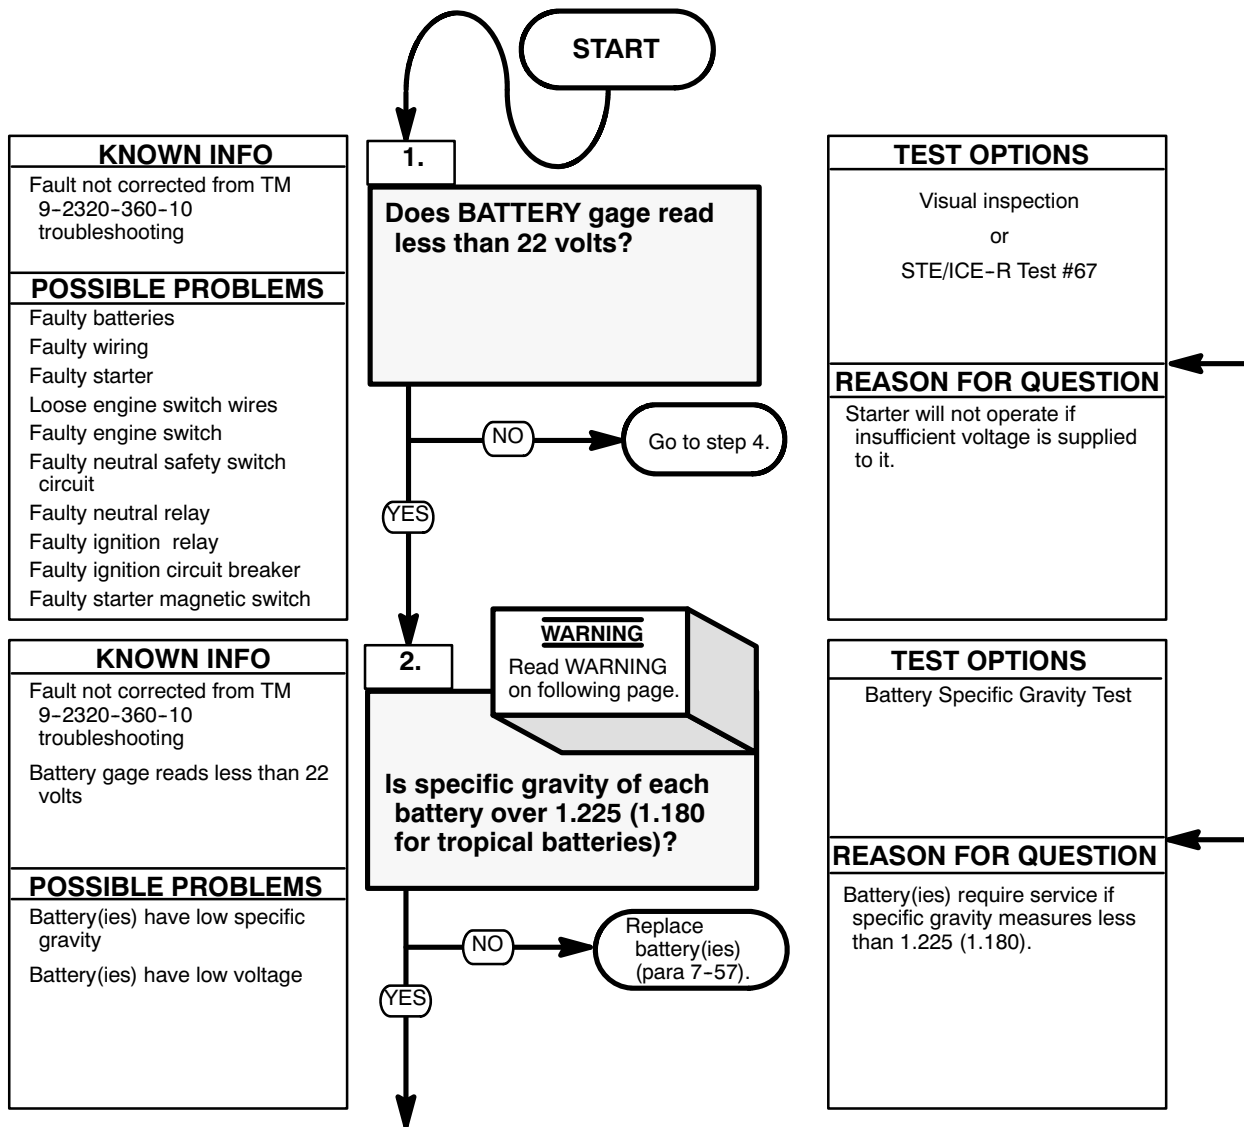 START
KNOWN INFO
Fault not corrected from TM
9-2320-360-10
troubleshooting
POSSIBLE PROBLEMS
Faulty batteries
Faulty wiring
Faulty starter
Loose engine switch wires
Faulty engine switch
Faulty neutral safety switch
circuit
Faulty neutral relay
Faulty ignition relay
Faulty ignition circuit breaker
Faulty starter magnetic switch
1.
Does BATTERY gage read
less than 22 volts?
NO
Go to step 4.
YES
TEST OPTIONS
Visual inspection
or
STE/ICE-R Test #67
REASON FOR QUESTION
Starter will not operate if
insufficient voltage is supplied
to it.
KNOWN INFO
Fault not corrected from TM
9-2320-360-10
troubleshooting
Battery gage reads less than 22
volts
POSSIBLE PROBLEMS
Battery(ies) have low specific
gravity
Battery(ies) have low voltage
2.
WARNING
Read WARNING
on following page.
Is specific gravity of each
battery over 1.225 (1.180
for tropical batteries)?
NO
Replace
battery(ies)
(para 7-57).
YES
TEST OPTIONS
Battery Specific Gravity Test
REASON FOR QUESTION
Battery(ies) require service if
specific gravity measures less
than 1.225 (1.180).